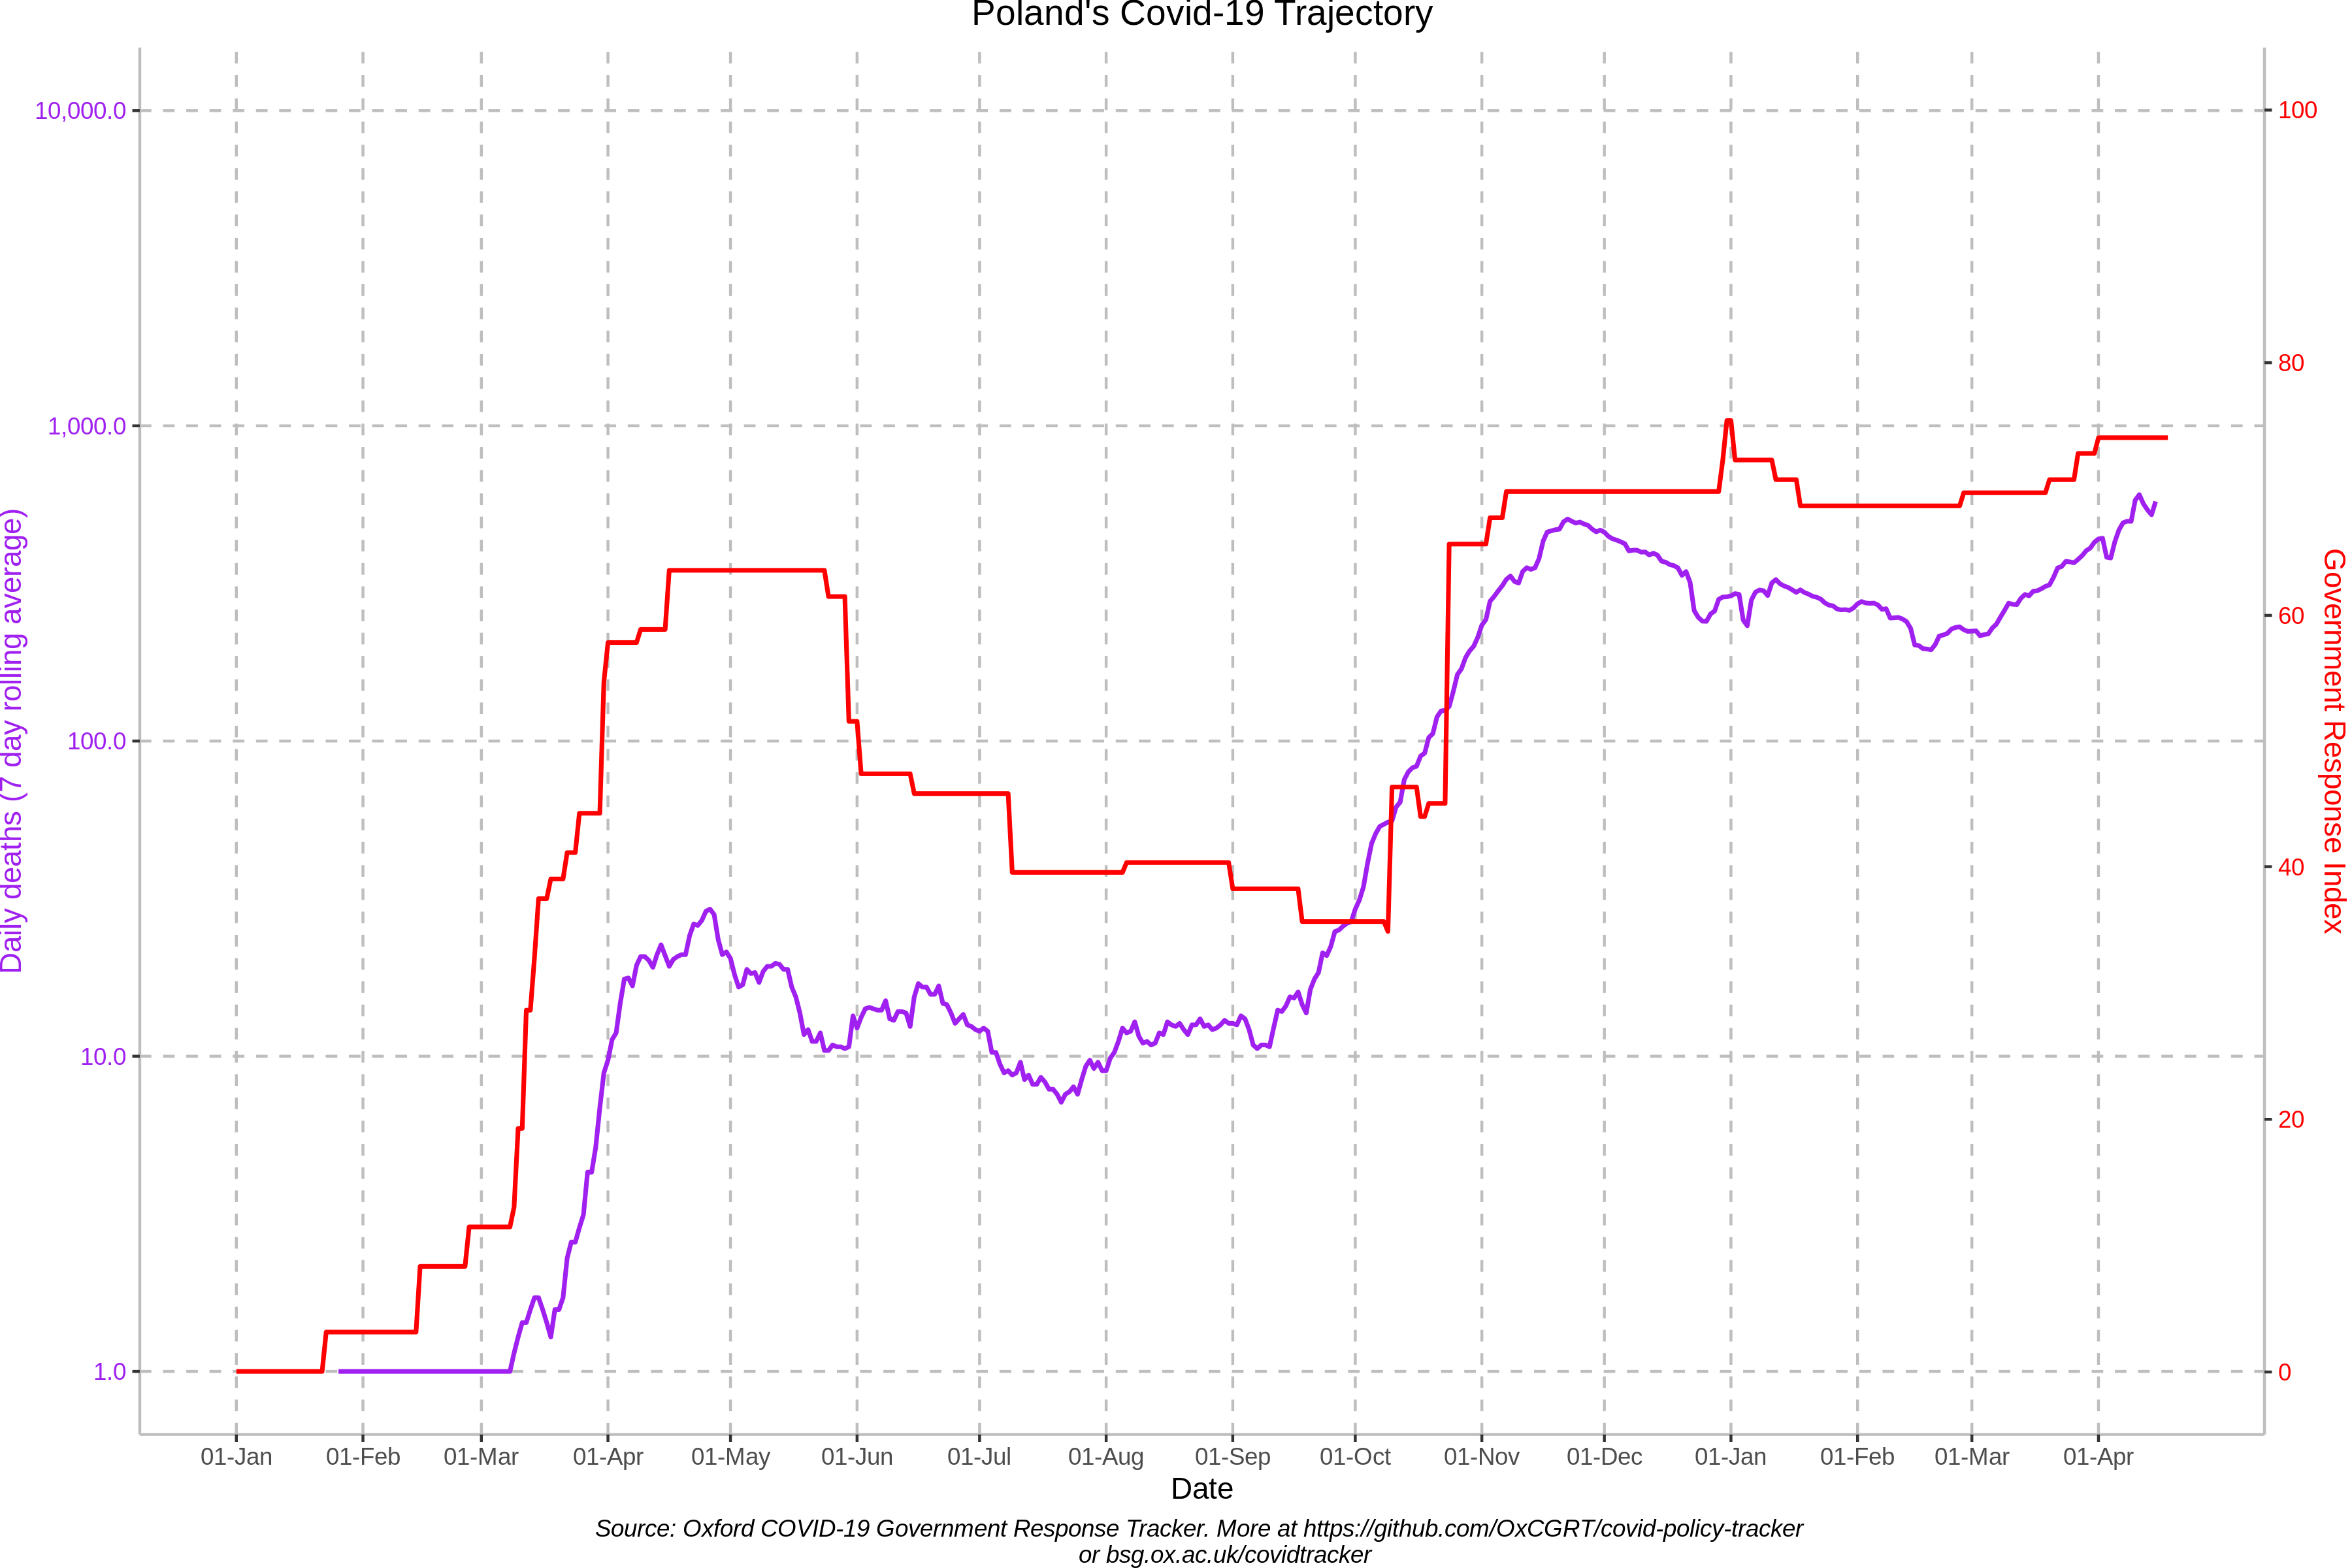 Poland's Covid-19 Trajectory
10,000.0
1,000.0
100.0
10.0
1.0
Daily deaths (7 day rolling average)
100
80
60
40
20
0
Government Response Index
01-Jan 01-Feb 01-Mar 01-Apr 01-May 01-Jun 01-Jul 01-Aug 01-Sep 01-Oct 01-Nov 01-Dec 01-Jan 01-Feb 01-Mar 01-Apr
Date
Source: Oxford COVID-19 Government Response Tracker. More at https://github.com/OxCGRT/covid-policy-tracker
or bsg.ox.ac.uk/covidtracker